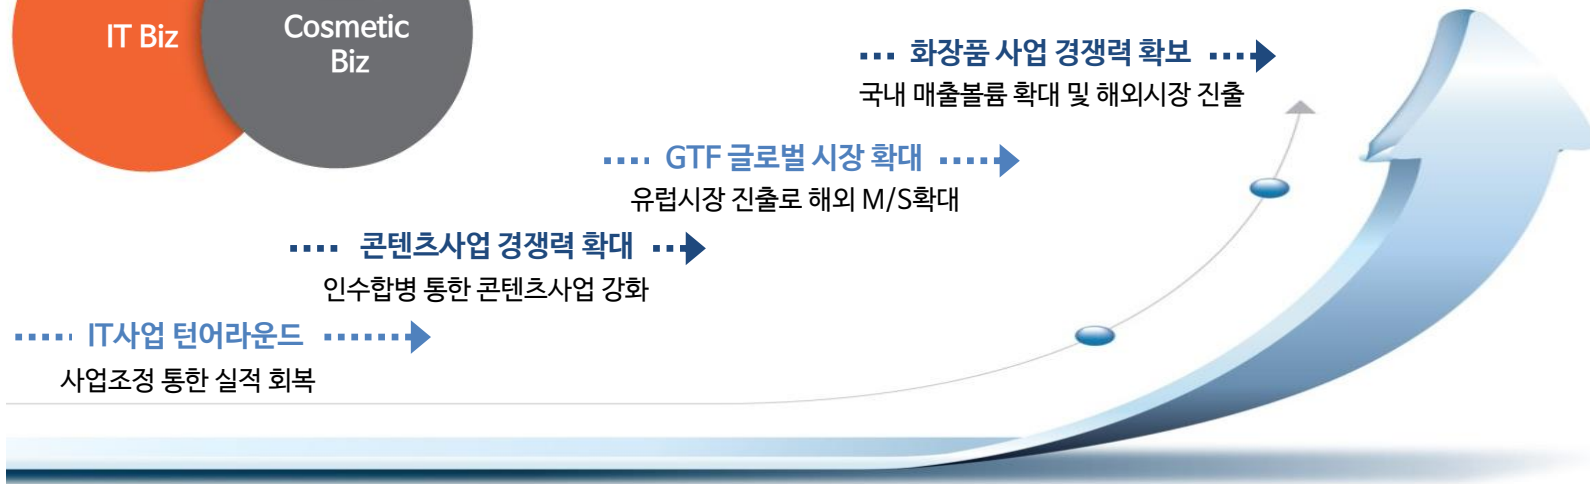 IT Biz
Cosmetic
Biz
화장품 사업 경쟁력 확보
국내 매출볼륨 확대 및 해외시장 진출
GTF 글로벌 시장 확대
유럽시장 진출로 해외 M/S확대
콘텐츠사업 경쟁력 확대
인수합병 통한 콘텐츠사업 강화
IT사업 턴어라운드
사업조정 통한 실적 회복